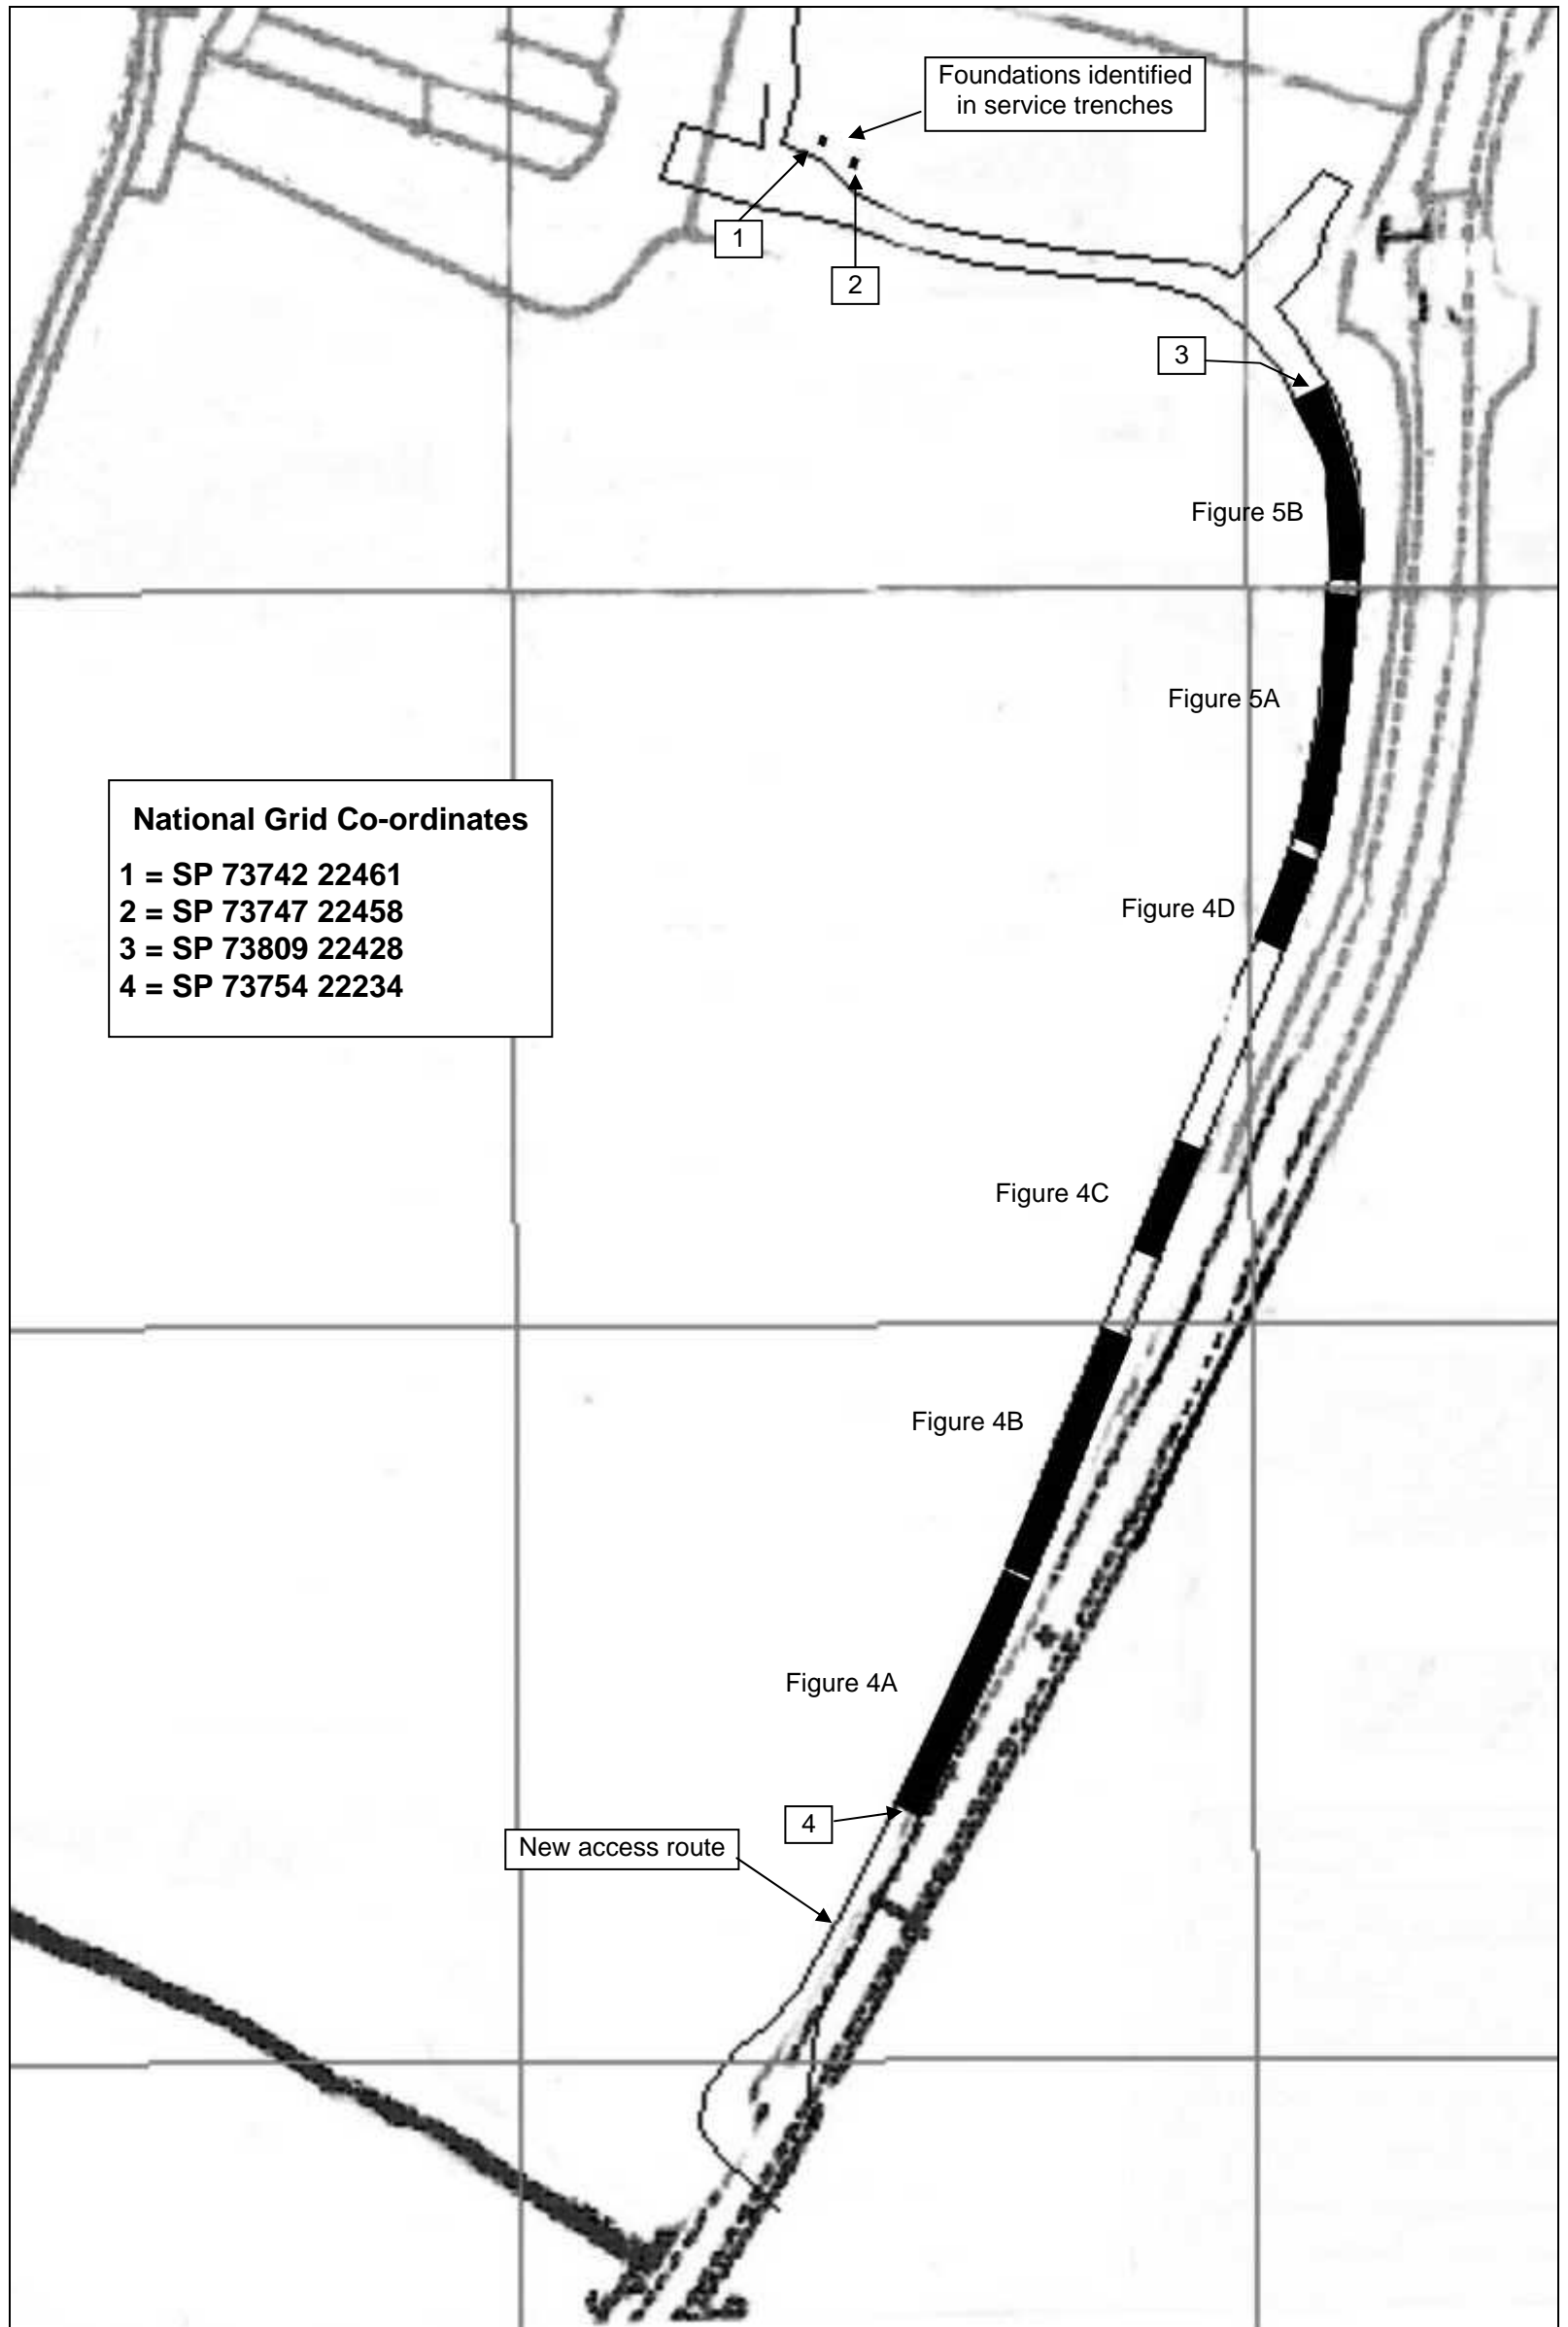 Foundations identified
in service trenches
1
2
3
Figure 5B
Figure 5A
National Grid Co-ordinates
1 = SP 73742 22461
2 = SP 73747 22458
3 = SP 73809 22428
4 = SP 73754 22234
Figure 4D
Figure 4C
Figure 4B
Figure 4A
4
New access route